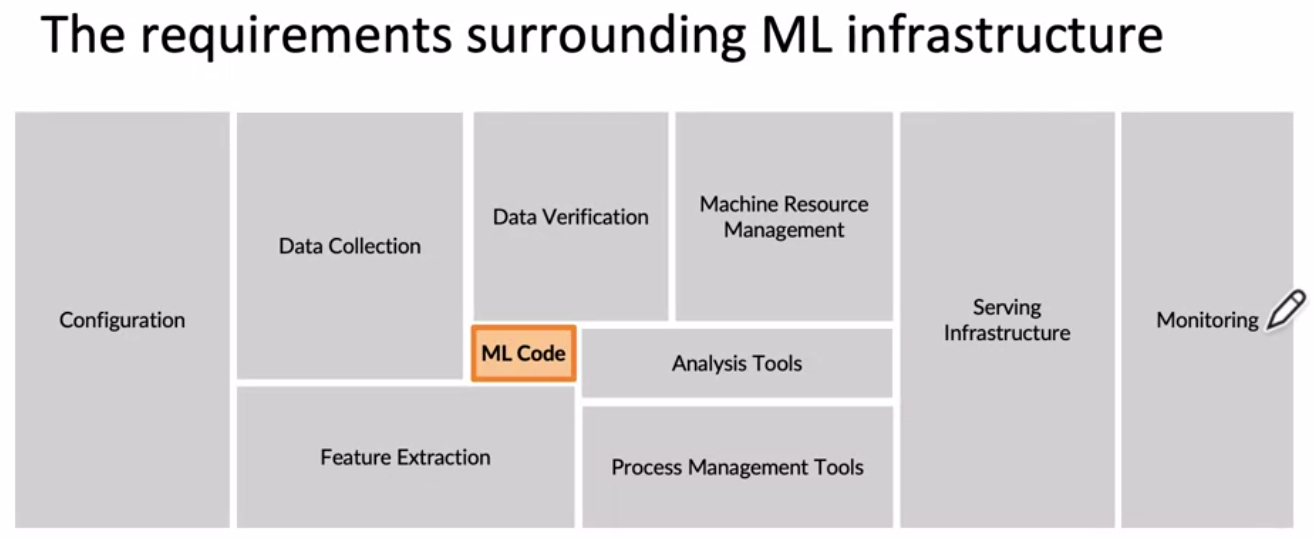 The requirements surrounding ML infrastructure
Configuration
Data Collection
Data Verification
Machine Resource
Management
ML Code
Analysis Tools
Feature Extraction
Process Management Tools
Serving
Infrastructure
Monitoring